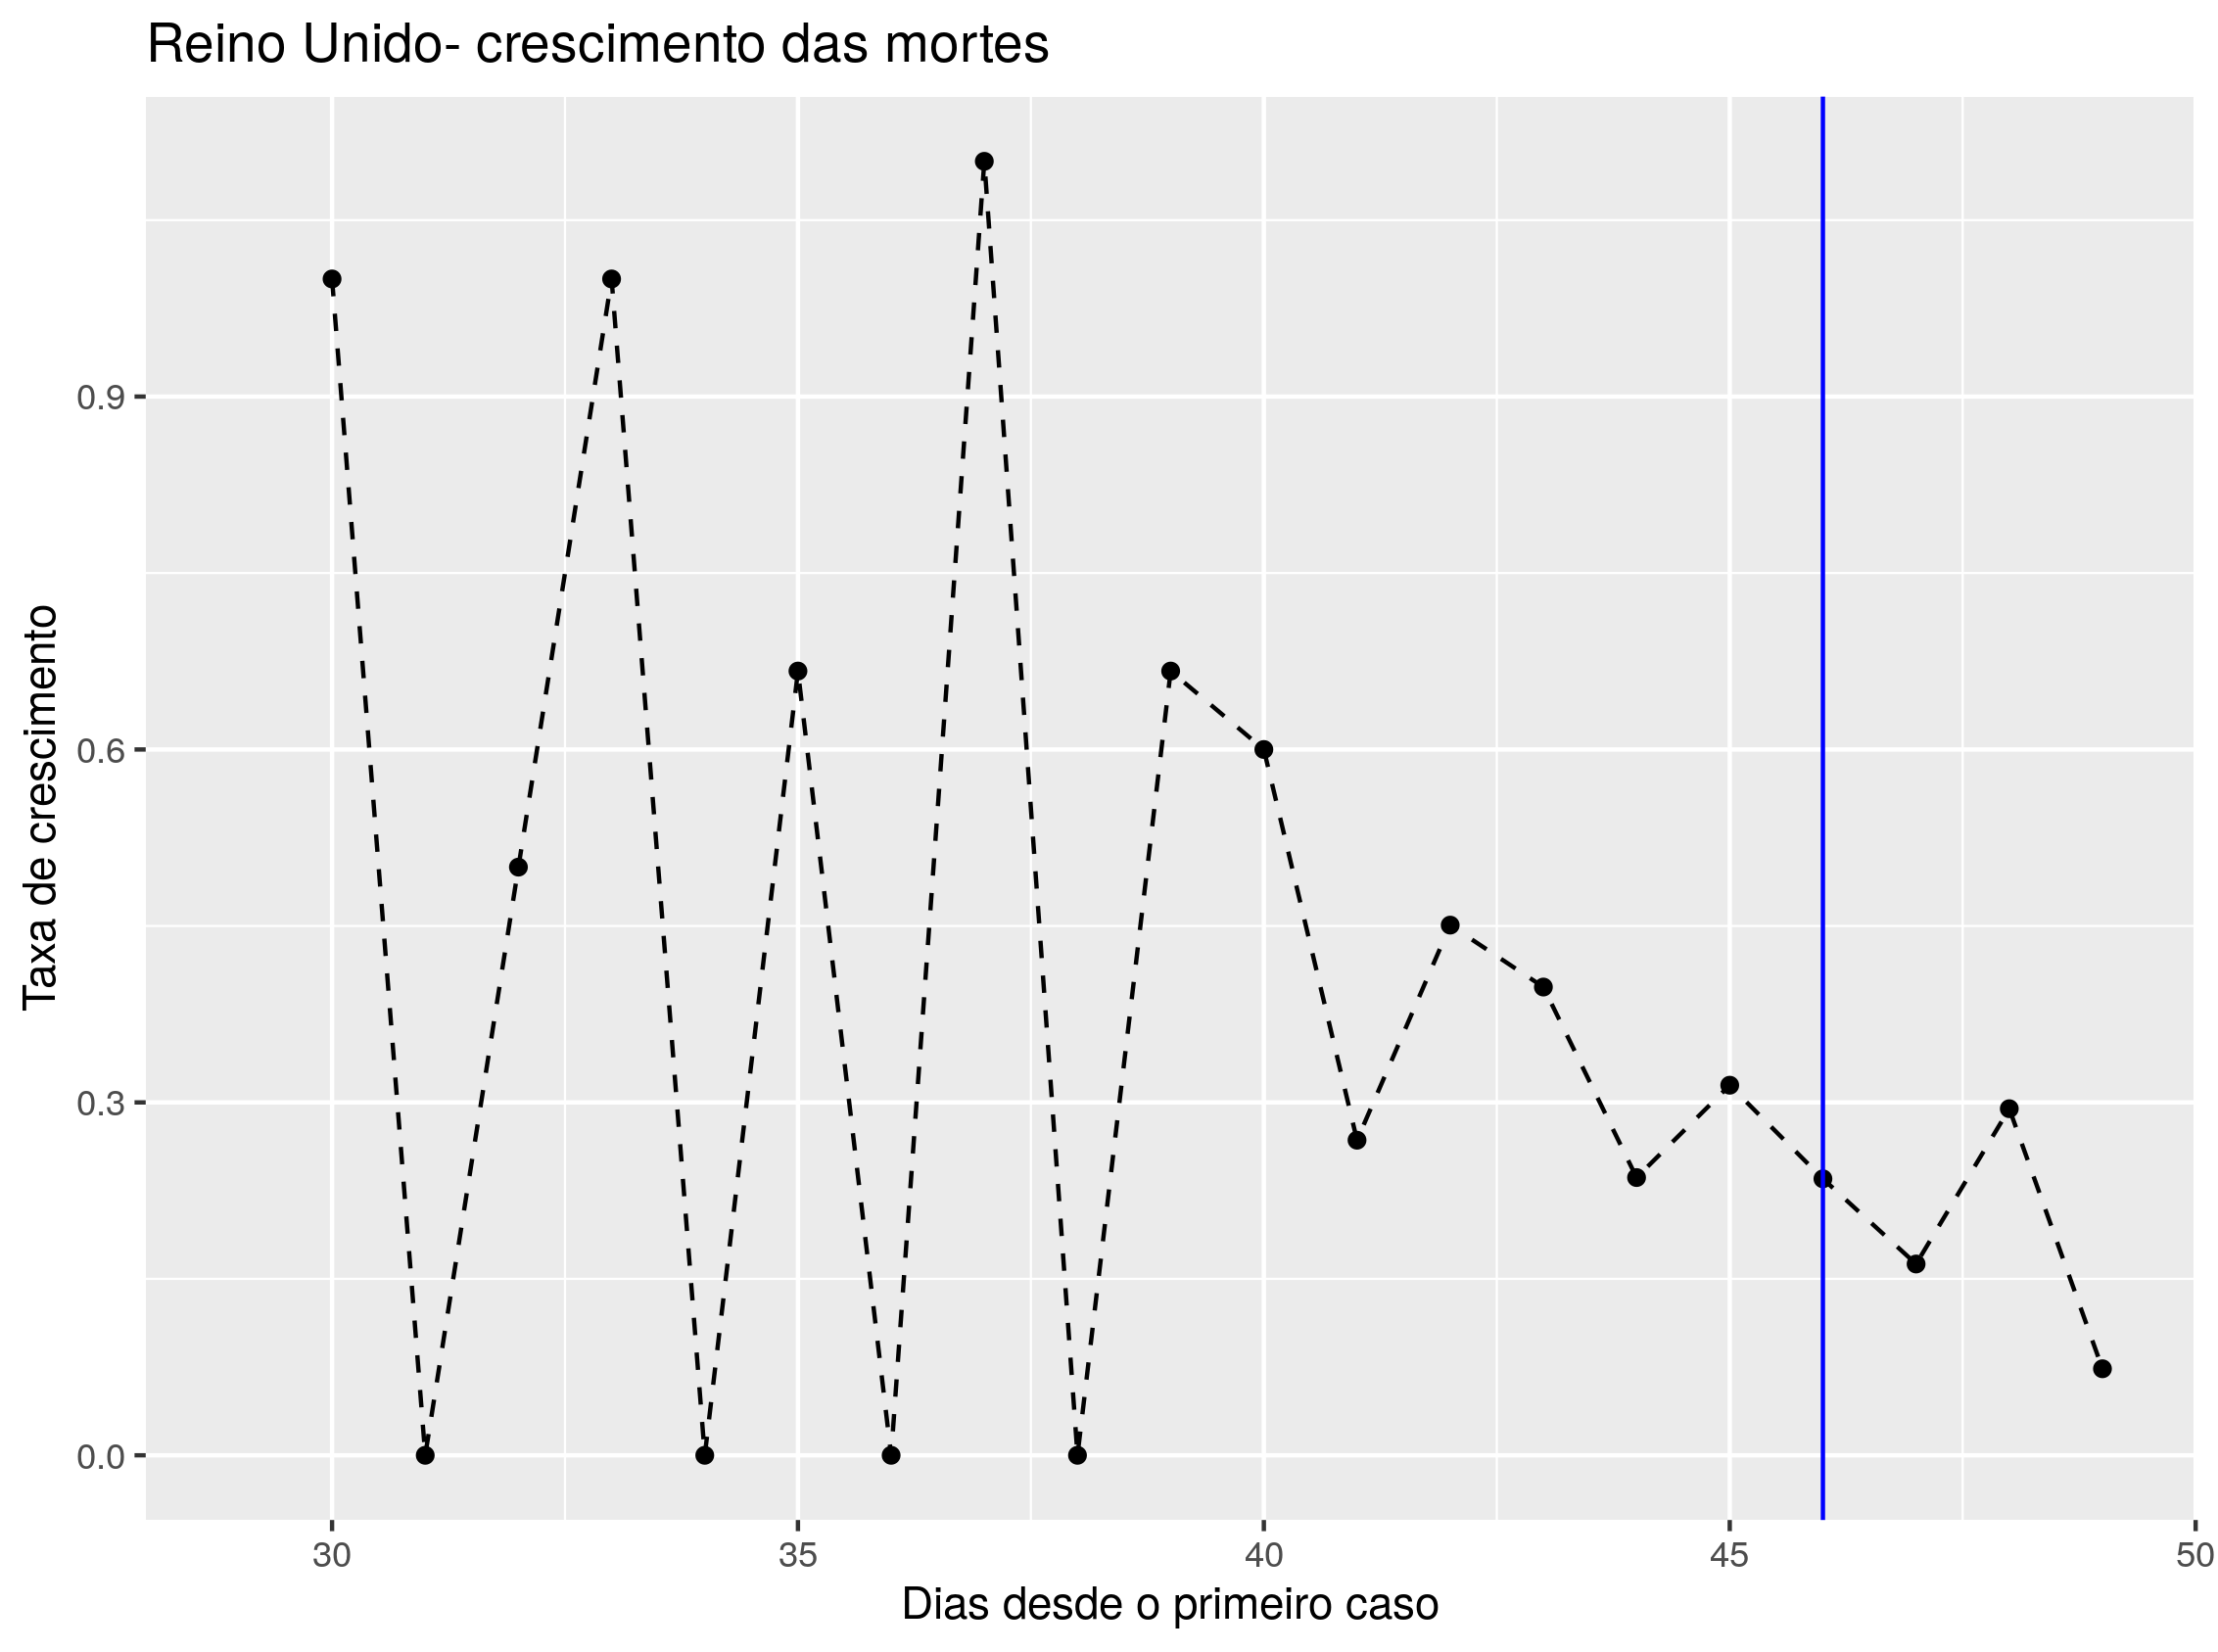 Reino Unido- crescimento das mortes
Taxa de crescimento
0.9
0.6
0.3
0.0
30 35 40 45 50
Dias desde o primeiro caso